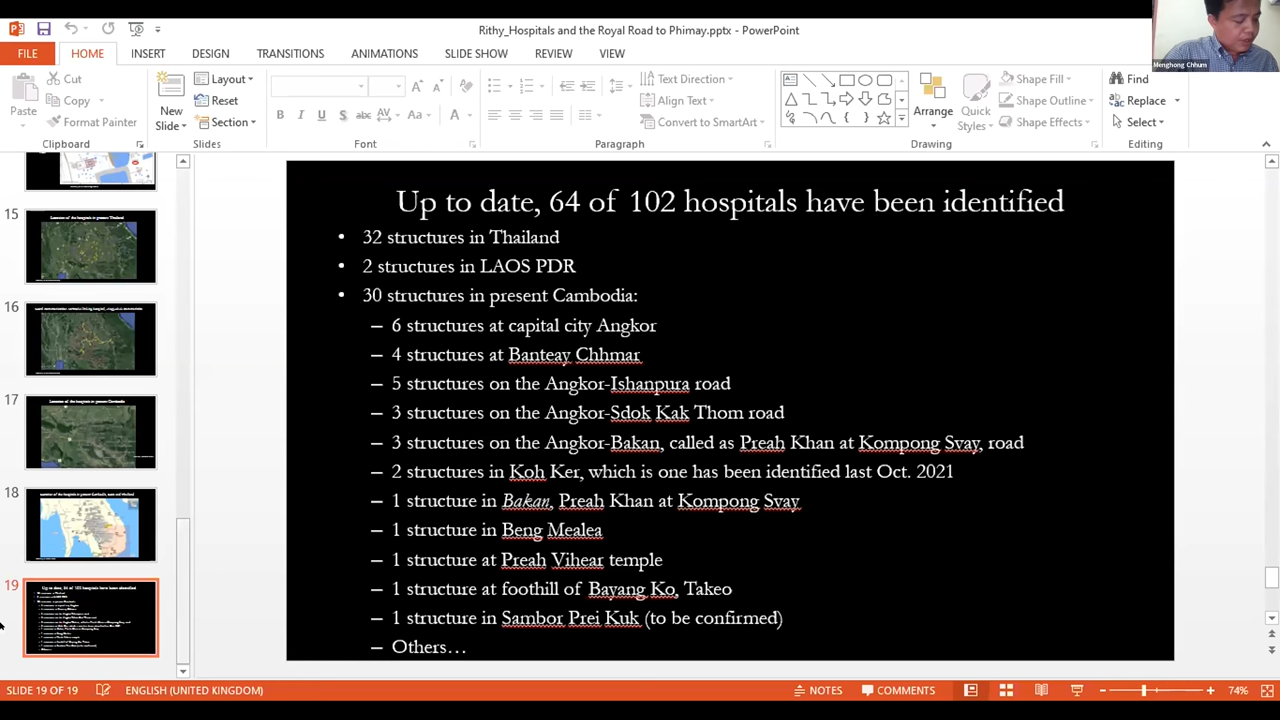 Rithy_Hospitals and the Royal Road to Phimay.pptx - PowerPoint
Menghong Chhum
FILE HOME INSERT DESIGN TRANSITIONS ANIMATIONS SLIDE SHOW REVIEW VIEW
Paste
Cut
Copy
Format Painter
Clipboard
New
Slide
Layout
Reset
Section
Slides
Font
Text Direction
Align Text
Convert to SmartArt
Paragraph
Arrange
Quick
Styles
Shape Fill
Shape Outline
Shape Effects
Drawing
Find
Replace
Select
Editing
15
16
17
18
19
Up to date, 64 of 102 hospitals have been identified
• 32 structures in Thailand
• 2 structures in LAOS PDR
• 30 structures in present Cambodia:
– 6 structures at capital city Angkor
– 4 structures at Banteay Chhmar
– 5 structures on the Angkor-Ishanpura road
– 3 structures on the Angkor-Sdok Kak Thom road
– 3 structures on the Angkor-Bakan, called as Preah Khan at Kompong Svay, road
– 2 structures in Koh Ker, which is one has been identified last Oct. 2021
– 1 structure in Bakan, Preah Khan at Kompong Svay
– 1 structure in Beng Mealea
– 1 structure at Preah Vihear temple
– 1 structure at foothill of Bayang Ko, Takeo
– 1 structure in Sambor Prei Kuk (to be confirmed)
– Others…
SLIDE 19 OF 19 ENGLISH (UNITED KINGDOM) NOTES COMMENTS 74%